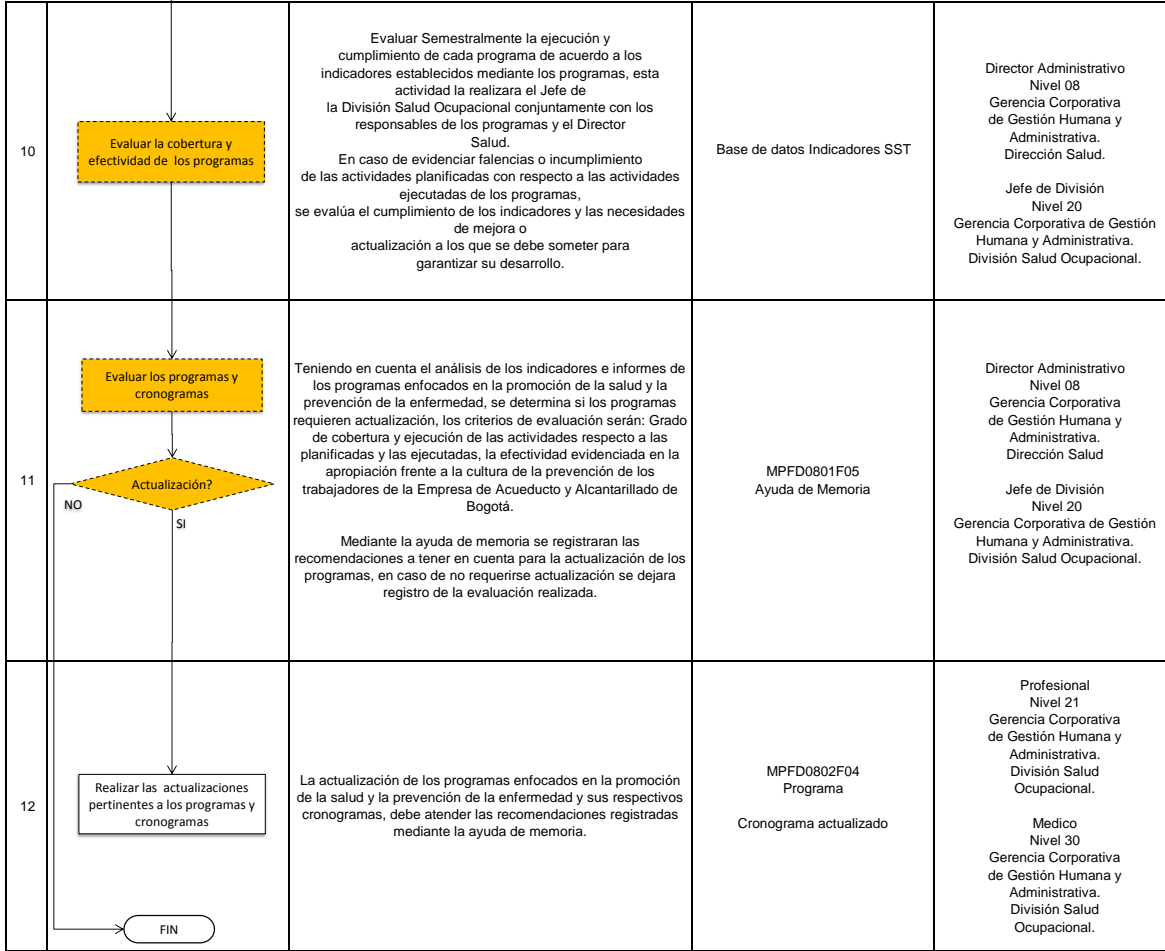 10
Evaluar la cobertura y
efectividad de los programas
Evaluar Semestralmente la ejecución y
cumplimiento de cada programa de acuerdo a los
indicadores establecidos mediante los programas, esta
actividad la realizara el Jefe de
la División Salud Ocupacional conjuntamente con los
responsables de los programas y el Director
Salud.
En caso de evidenciar falencias o incumplimiento
de las actividades planificadas con respecto a las actividades
ejecutadas de los programas,
se evalúa el cumplimiento de los indicadores y las necesidades
de mejora o
actualización a los que se debe someter para
garantizar su desarrollo.
Base de datos Indicadores SST
Director Administrativo
Nivel 08
Gerencia Corporativa
de Gestión Humana y
Administrativa.
Dirección Salud.
Jefe de División
Nivel 20
Gerencia Corporativa de Gestión
Humana y Administrativa.
División Salud Ocupacional.
11
Evaluar los programas y
cronogramas
Actualización?
NO
SI
Teniendo en cuenta el análisis de los indicadores e informes de
los programas enfocados en la promoción de la salud y la
prevención de la enfermedad, se determina si los programas
requieren actualización, los criterios de evaluación serán: Grado
de cobertura y ejecución de las actividades respecto a las
planificadas y las ejecutadas, la efectividad evidenciada en la
apropiación frente a la cultura de la prevención de los
trabajadores de la Empresa de Acueducto y Alcantarillado de
Bogotá.
Mediante la ayuda de memoria se registraran las
recomendaciones a tener en cuenta para la actualización de los
programas, en caso de no requerirse actualización se dejara
registro de la evaluación realizada.
MPFD0801F05
Ayuda de Memoria
Director Administrativo
Nivel 08
Gerencia Corporativa
de Gestión Humana y
Administrativa.
Dirección Salud
Jefe de División
Nivel 20
Gerencia Corporativa de Gestión
Humana y Administrativa.
División Salud Ocupacional.
12
Realizar las actualizaciones
pertinentes a los programas y
cronogramas
FIN
La actualización de los programas enfocados en la promoción
de la salud y la prevención de la enfermedad y sus respectivos
cronogramas, debe atender las recomendaciones registradas
mediante la ayuda de memoria.
MPFD0802F04
Programa
Cronograma actualizado
Profesional
Nivel 21
Gerencia Corporativa
de Gestión Humana y
Administrativa.
División Salud
Ocupacional.
Medico
Nivel 30
Gerencia Corporativa
de Gestión Humana y
Administrativa.
División Salud
Ocupacional.